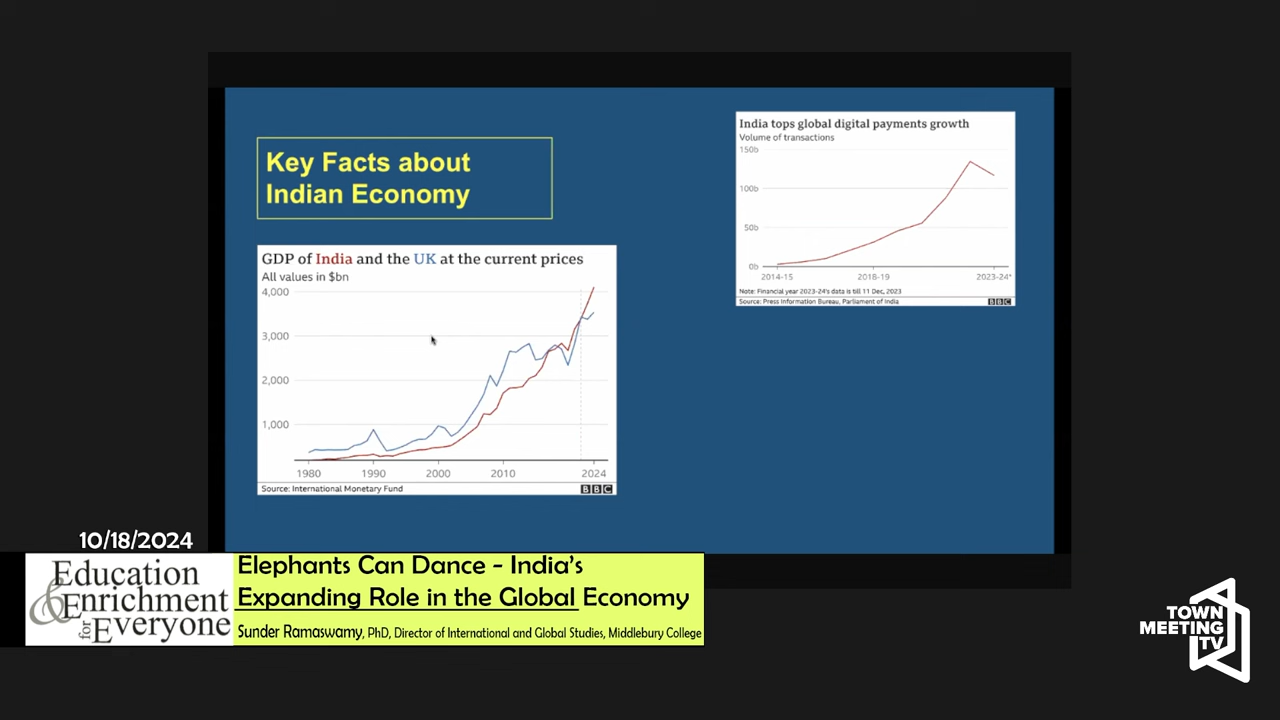 Key Facts about
Indian Economy
GDP of India and the UK at the current prices
All values in $bn
4,000
3,000
2,000
1,000
1980
1990
2000
2010
2024
Source: International Monetary Fund
BBC
India tops global digital payments growth
Volume of transactions
150b
100b
50b
0b
2014-15
2018-19
2023-24*
Note: Financial year 2023-24's data is till 11 Dec, 2023
Source: Press Information Bureau, Parliament of India
BBC
10/18/2024
Education
& Enrichment
for Everyone
Elephants Can Dance - India's
Expanding Role in the Global Economy
Sunder Ramaswamy, PhD, Director of International and Global Studies, Middlebury College
TOWN
MEETING
TV